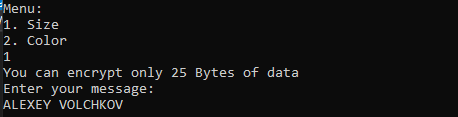 Menu:
1. Size
2. Color
1
You can encrypt only 25 Bytes of data
Enter your message:
ALEXEY VOLCHKOV